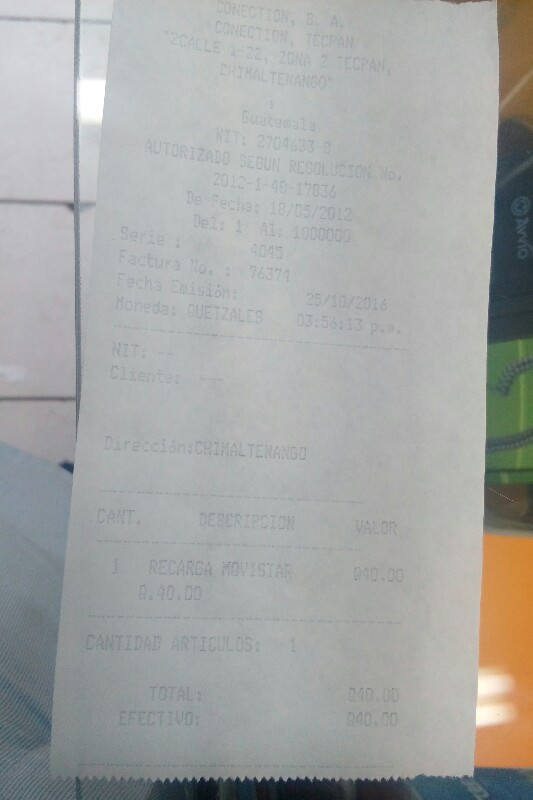 CONECTION, S. A.
CONECTION, TECPAN
"2CALLE 1-22, ZONA 2 TECPAN,
CHIMALTENANGO"
:
Guatemala
NIT: 2704633-8
AUTORIZADO SEGUN RESOLUCION No.
2012-1-48-17836
De Fecha: 18/05/2012
Del: 1 Al: 1000000
Serie : 4045
Factura No. : 76374
Fecha Emisión: 25/10/2016
Moneda: QUETZALES 03:56:13 p.m.
NIT: --
Cliente: ---
Dirección:CHIMALTENANGO
CANT. DESCRIPCION VALOR
1 RECARGA MOVISTAR Q40.00
Q.40.00
CANTIDAD ARTICULOS: 1
TOTAL: Q40.00
EFECTIVO: Q40.00